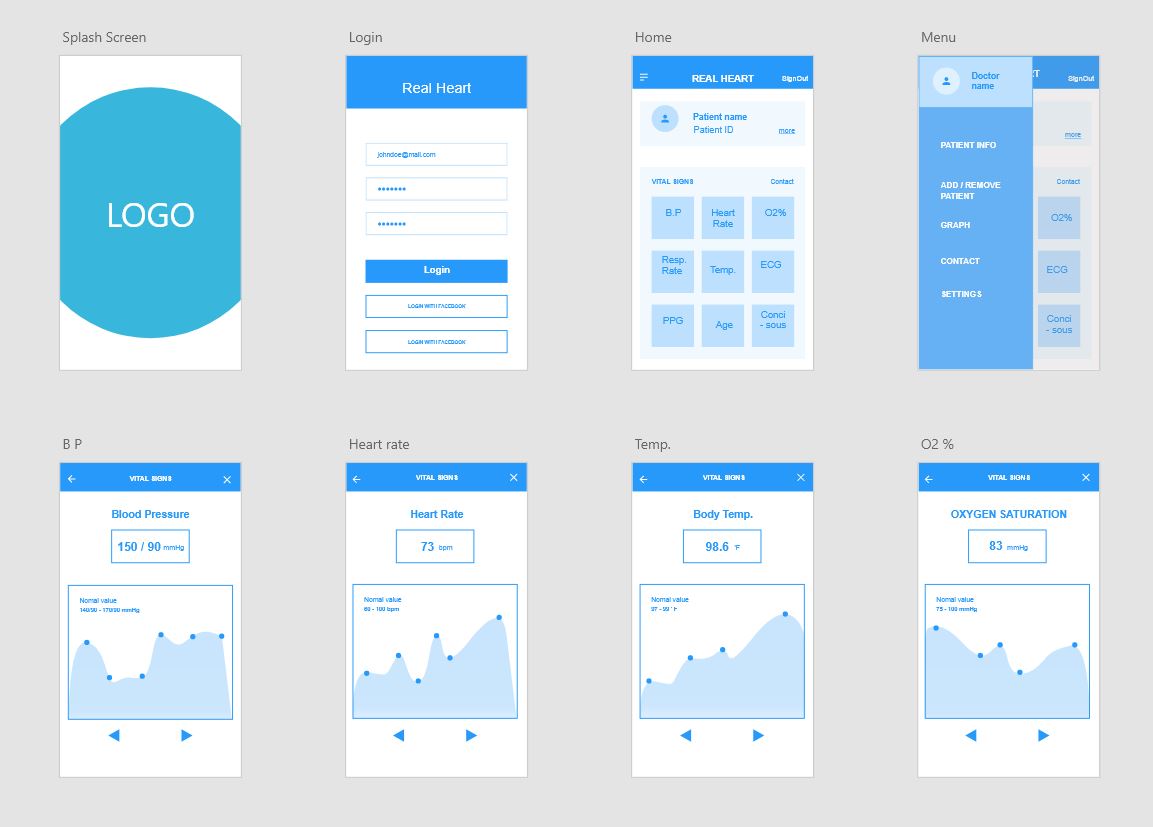 Splash Screen
LOGO
Login
Real Heart
johndoe@mail.com
Login
LOGIN WITH FACEBOOK
LOGIN WITH FACEBOOK
Home
REAL HEART
SignOut
Patient name
Patient ID
more
VITAL SIGNS
Contact
B.P
Heart
Rate
O2%
Resp.
Rate
Temp.
ECG
PPG
Age
Conci
- sous
Menu
Doctor
name
RT
SignOut
more
PATIENT INFO
ADD / REMOVE
PATIENT
GRAPH
CONTACT
SETTINGS
Contact
O2%
ECG
Conci
- sous
B P
VITAL SIGNS
Blood Pressure
150 / 90 mmHg
Nomal value
140/90 - 170/90 mmHg
Heart rate
VITAL SIGNS
Heart Rate
73 bpm
Nomal value
60 - 100 bpm
Temp.
VITAL SIGNS
Body Temp.
98.6 °F
Nomal value
97 - 99 ° F
O2 %
VITAL SIGNS
OXYGEN SATURATION
83 mmHg
Nomal value
75 - 100 mmHg